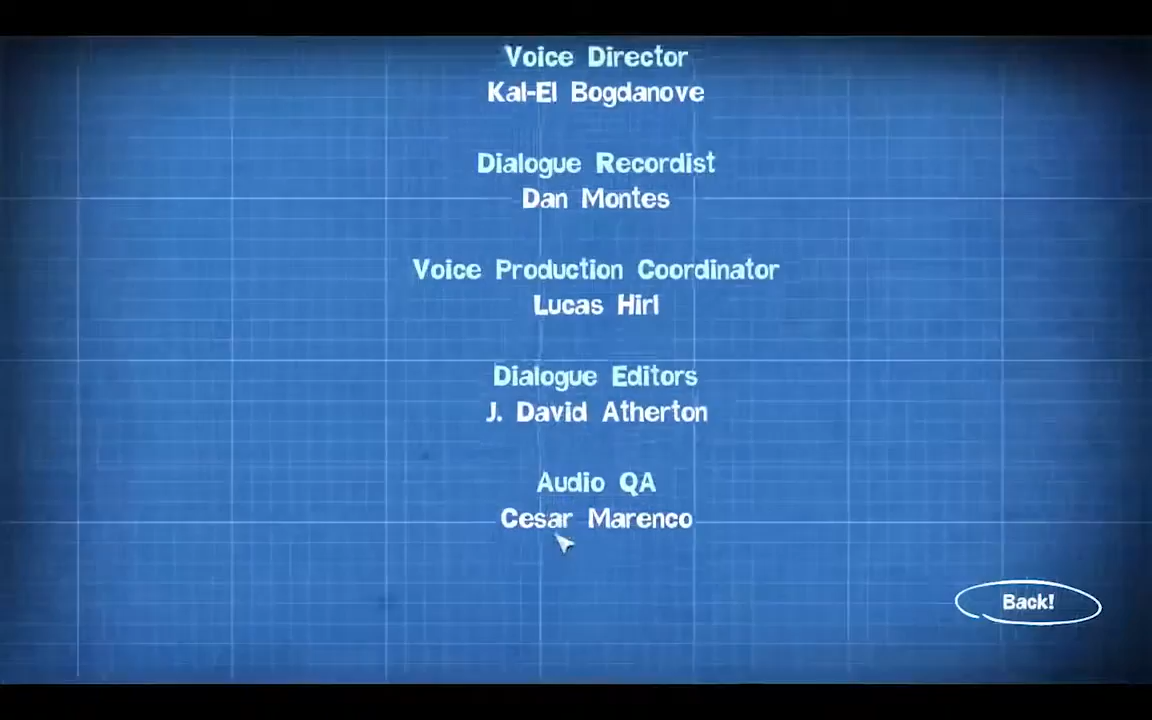 Voice Director
Kal-El Bogdanove
Dialogue Recordist
Dan Montes
Voice Production Coordinator
Lucas Hirl
Dialogue Editors
J. David Atherton
Audio QA
Cesar Marenco
Back!